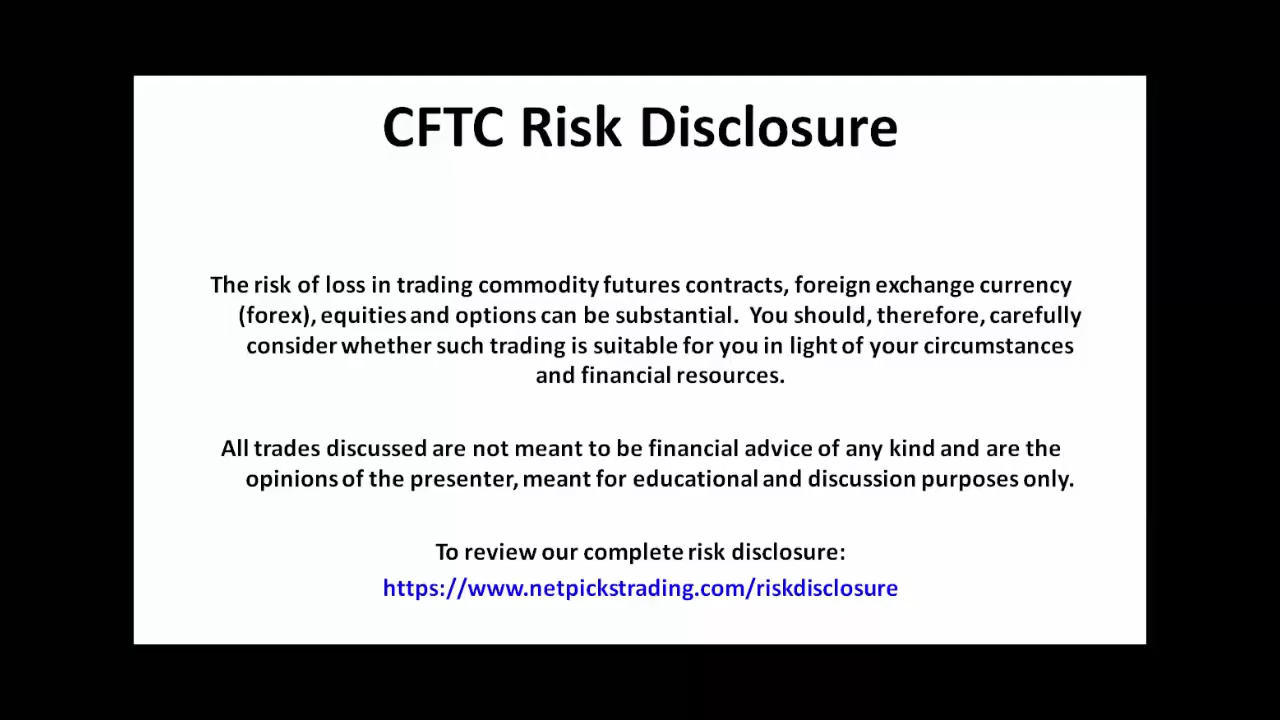 CFTC Risk Disclosure
The risk of loss in trading commodity futures contracts, foreign exchange currency
(forex), equities and options can be substantial.  You should, therefore, carefully
consider whether such trading is suitable for you in light of your circumstances
and financial resources.
All trades discussed are not meant to be financial advice of any kind and are the
opinions of the presenter, meant for educational and discussion purposes only.
To review our complete risk disclosure:
https://www.netpickstrading.com/riskdisclosure